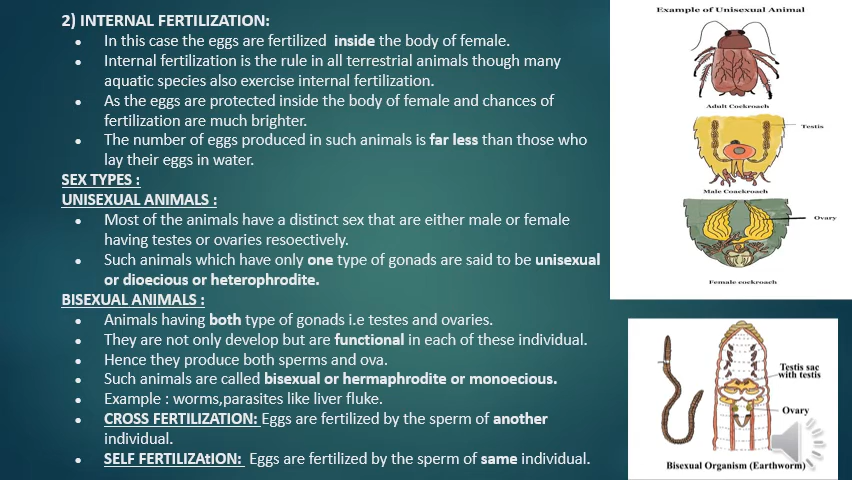 2) INTERNAL FERTILIZATION:
• In this case the eggs are fertilized inside the body of female.
• Internal fertilization is the rule in all terrestrial animals though many
aquatic species also exercise internal fertilization.
• As the eggs are protected inside the body of female and chances of
fertilization are much brighter.
• The number of eggs produced in such animals is far less than those who
lay their eggs in water.
SEX TYPES :
UNISEXUAL ANIMALS :
• Most of the animals have a distinct sex that are either male or female
having testes or ovaries resoectively.
• Such animals which have only one type of gonads are said to be unisexual
or dioecious or heterophrodite.
BISEXUAL ANIMALS :
• Animals having both type of gonads i.e testes and ovaries.
• They are not only develop but are functional in each of these individual.
• Hence they produce both sperms and ova.
• Such animals are called bisexual or hermaphrodite or monoecious.
• Example : worms,parasites like liver fluke.
• CROSS FERTILIZATION: Eggs are fertilized by the sperm of another
individual.
• SELF FERTILIZAtION: Eggs are fertilized by the sperm of same individual.
Example of Unisexual Animal
Adult Cockroach
Testis
Male Coackroach
Ovary
Female cockroach
Testis sac
with testis
Ovary
Bisexual Organism (Earthworm)